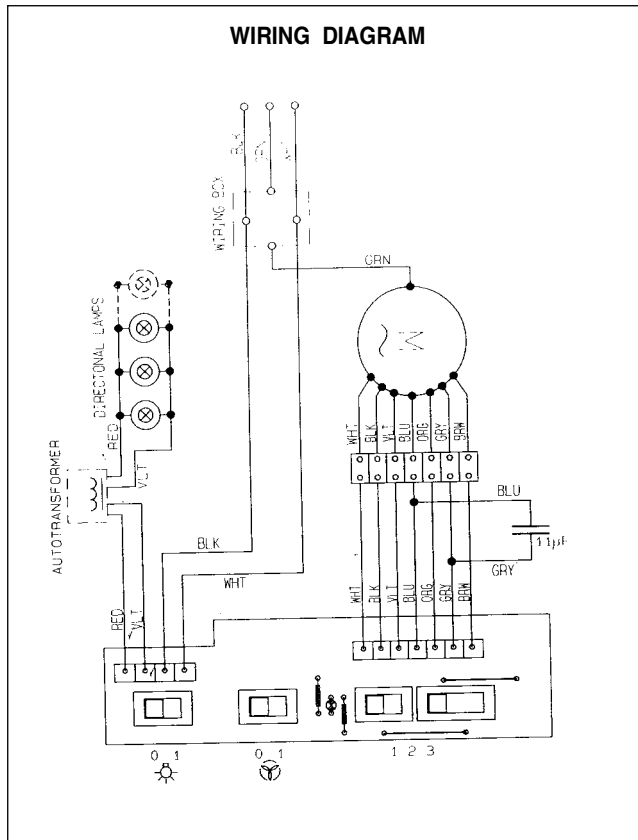 WIRING DIAGRAM
BLK
GRN
WIRING BOX
GRN
DIRECTIONAL LAMPS
M
RED
VLT
AUTOTRANSFORMER
WHT
BLK
VLT
BLU
ORG
GRY
BRW
BLU
11µF
GRY
BLK
WHT
RED
VLT
WHT
BLK
VLT
BLU
ORG
GRY
BRW
0 1
0 1
1 2 3